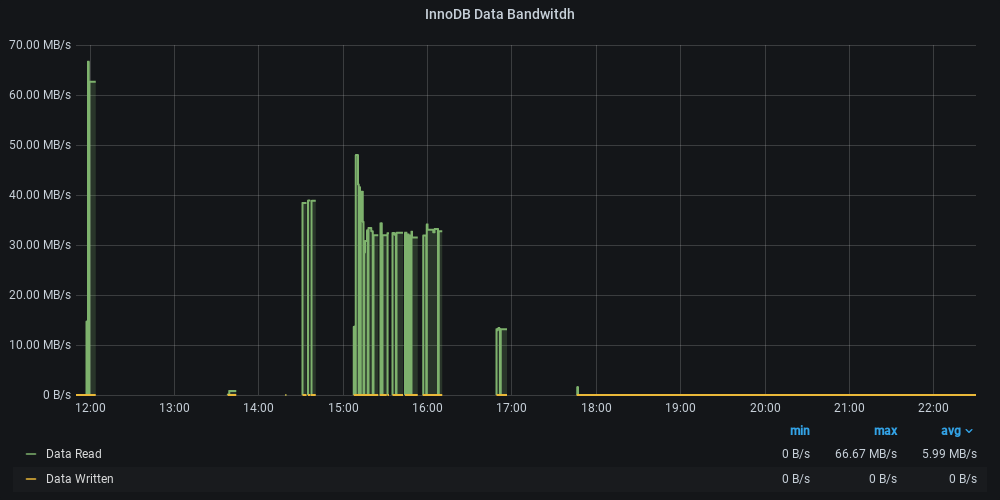 InnoDB Data Bandwitdh
70.00 MB/s
60.00 MB/s
50.00 MB/s
40.00 MB/s
30.00 MB/s
20.00 MB/s
10.00 MB/s
0 B/s
12:00 13:00 14:00 15:00 16:00 17:00 18:00 19:00 20:00 21:00 22:00
min max avg
Data Read 0 B/s 66.67 MB/s 5.99 MB/s
Data Written 0 B/s 0 B/s 0 B/s